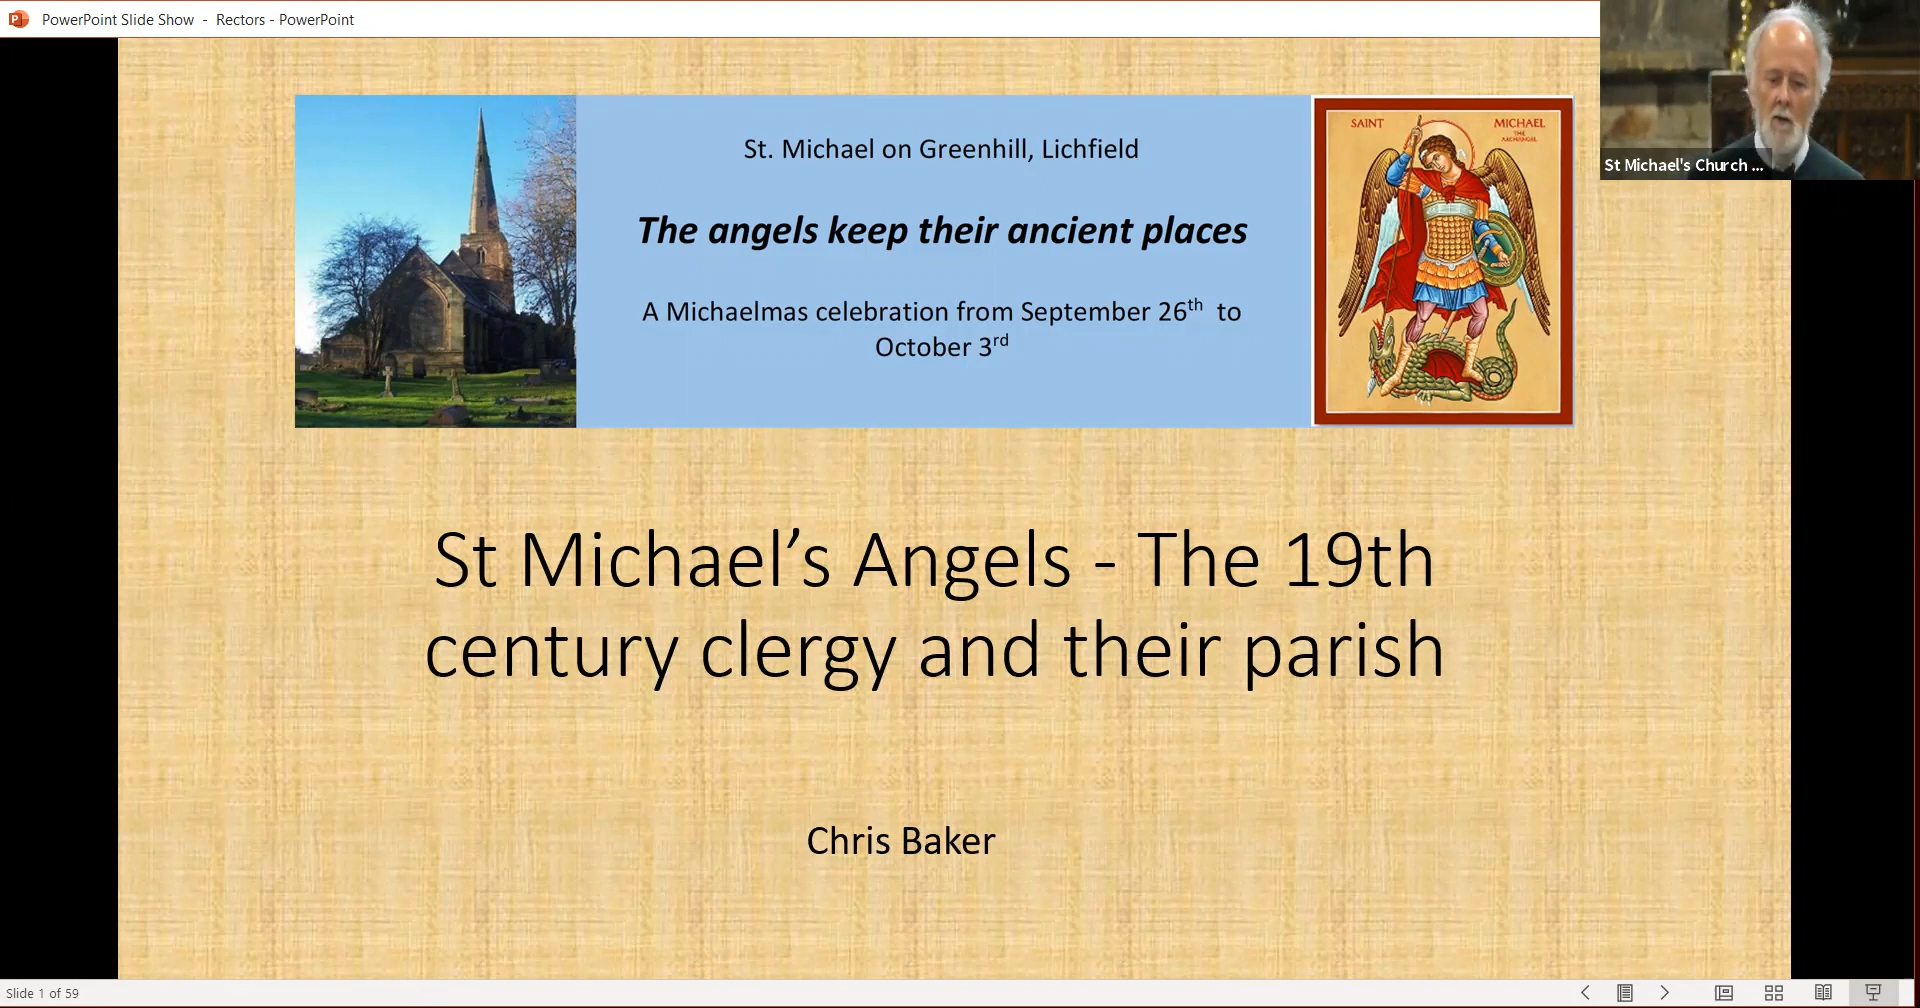 PowerPoint Slide Show - Rectors - PowerPoint
St. Michael on Greenhill, Lichfield
The angels keep their ancient places
A Michaelmas celebration from September 26th to
October 3rd
SAINT MICHAEL
THE
ARCHANGEL
St Michael's Church ...
St Michael’s Angels - The 19th
century clergy and their parish
Chris Baker
Slide 1 of 59